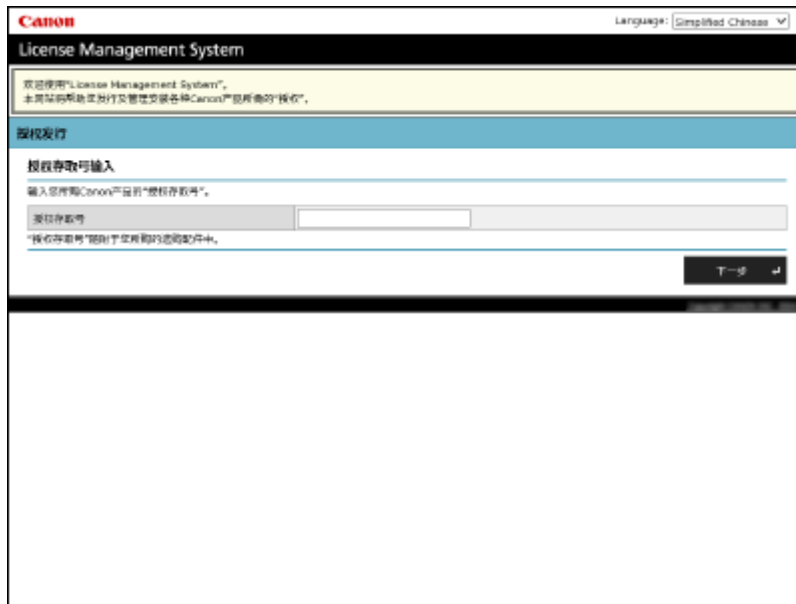 Canon
Language: Simplified Chinese
License Management System
欢迎使用"License Management System"。
本网站将帮助您发行及管理安装各种Canon产品所需的"授权"。
授权发行
授权存取号输入
输入您所购Canon产品的"授权存取号"。
授权存取号
"授权存取号"随附于您所购的选购配件中。
下一步